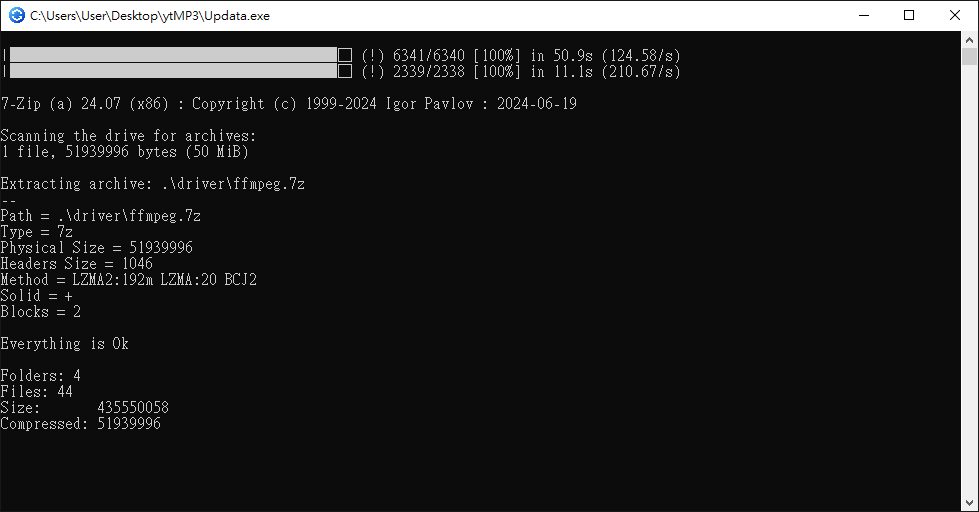 C:\Users\User\Desktop\ytMP3\Updata.exe
| (!) 6341/6340 [100%] in 50.9s (124.58/s)
| (!) 2339/2338 [100%] in 11.1s (210.67/s)
7-Zip (a) 24.07 (x86) : Copyright (c) 1999-2024 Igor Pavlov : 2024-06-19
Scanning the drive for archives:
1 file, 51939996 bytes (50 MiB)
Extracting archive: .\driver\ffmpeg.7z
--
Path = .\driver\ffmpeg.7z
Type = 7z
Physical Size = 51939996
Headers Size = 1046
Method = LZMA2:192m LZMA:20 BCJ2
Solid = +
Blocks = 2
Everything is Ok
Folders: 4
Files: 44
Size:       435550058
Compressed: 51939996